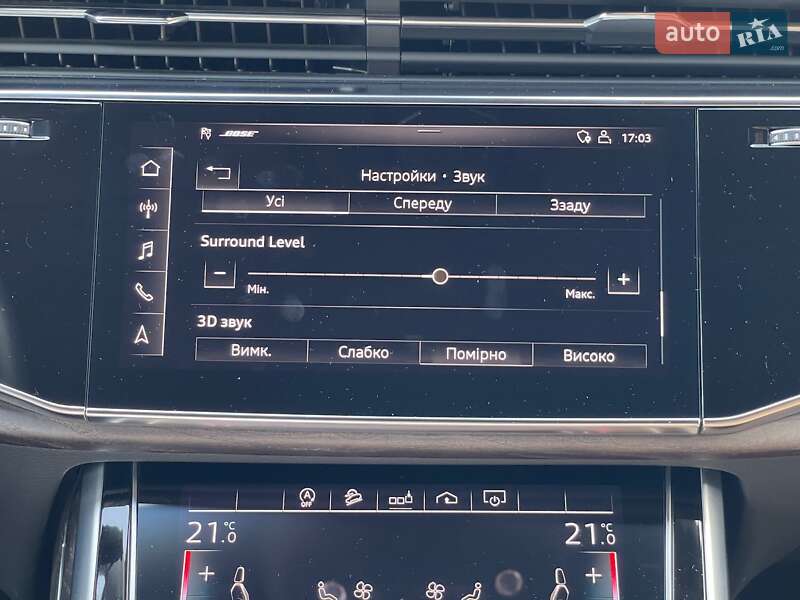 auto RIA
.com
BOSE 17:03
Настройки • Звук
Усі Спереду Ззаду
Surround Level
− +
Мін. Макс.
3D звук
Вимк. Слабко Помірно Високо
A
OFF
21.0 °C 21.0 °C
+ +